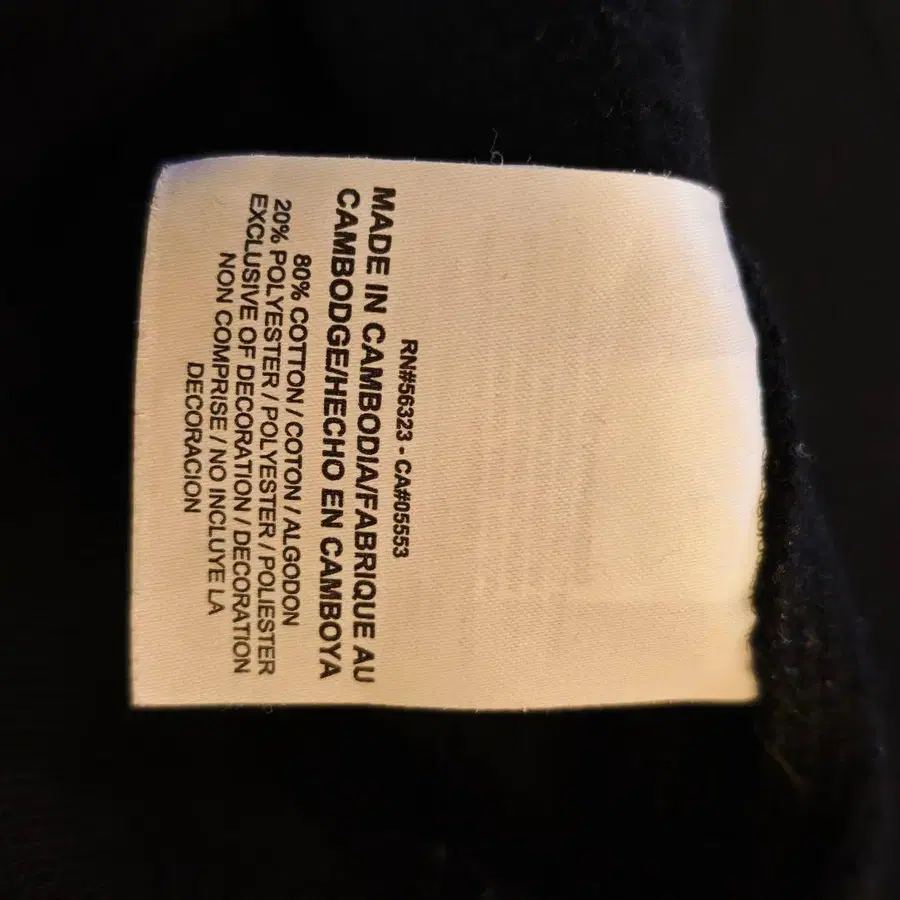 RN#56323 - CA#05553
MADE IN CAMBODIA/FABRIQUE AU
CAMBODGE/HECHO EN CAMBOYA
80% COTTON / COTON / ALGODON
20% POLYESTER / POLYESTER / POLIESTER
EXCLUSIVE OF DECORATION / DECORATION
NON COMPRISE / NO INCLUYE LA
DECORACION